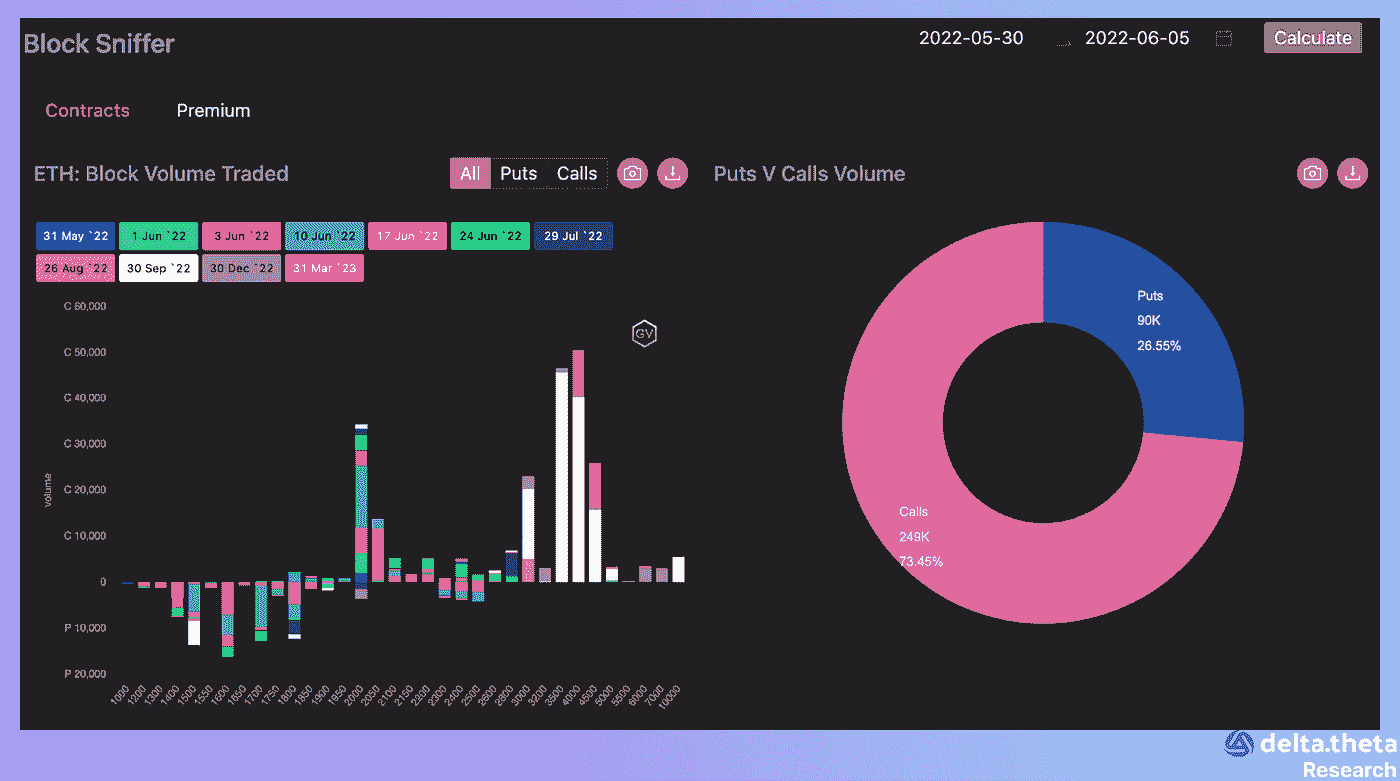 Block Sniffer
2022-05-30 2022-06-05 Calculate
Contracts Premium
ETH: Block Volume Traded All Puts Calls
Puts V Calls Volume
31 May `22 1 Jun `22 3 Jun `22 10 Jun `22 17 Jun `22 24 Jun `22 29 Jul `22
26 Aug `22 30 Sep `22 30 Dec `22 31 Mar `23
C 60,000
C 50,000
C 40,000
C 30,000
C 20,000
C 10,000
0
P 10,000
P 20,000
volume
GV
1000 1200 1300 1400 1500 1550 1600 1650 1700 1750 1800 1850 1900 1950 2000 2050 2100 2150 2200 2300 2400 2500 2600 2800 3000 3200 3500 4000 4500 5000 5500 6000 7000 10000
Puts
90K
26.55%
Calls
249K
73.45%
delta.theta
Research